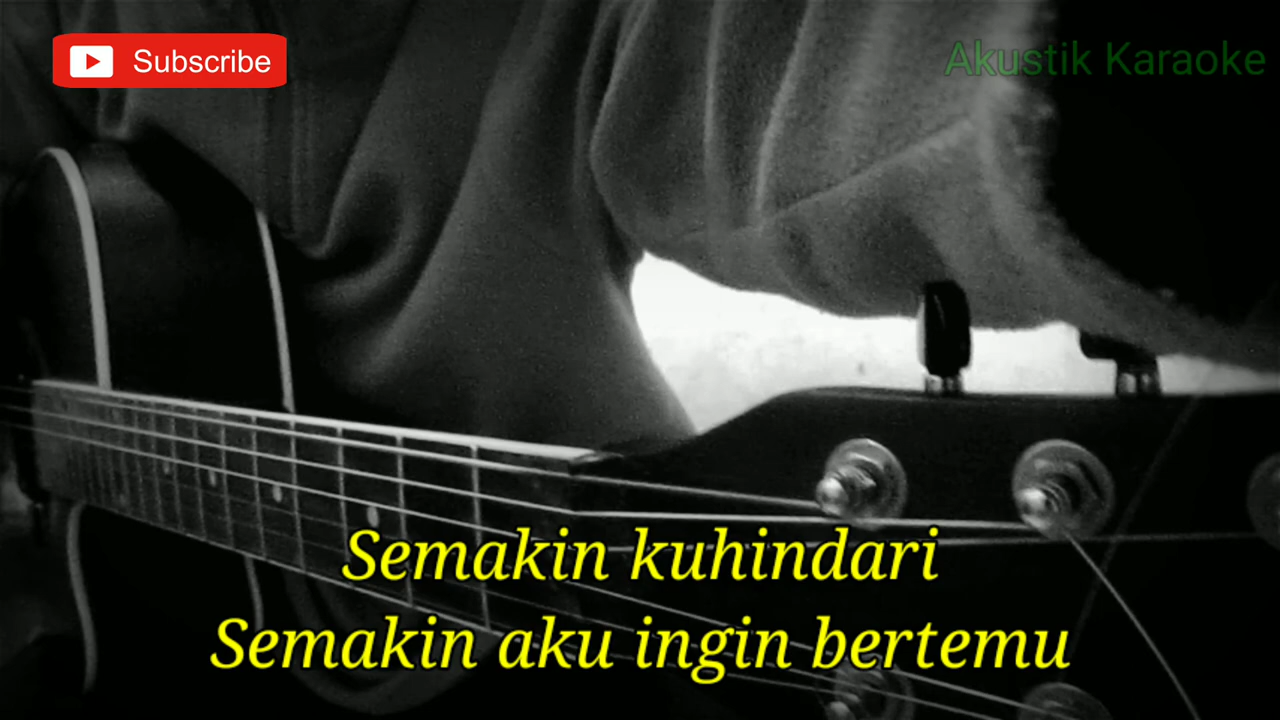 Subscribe
Akustik Karaoke
Semakin kuhindari
Semakin aku ingin bertemu